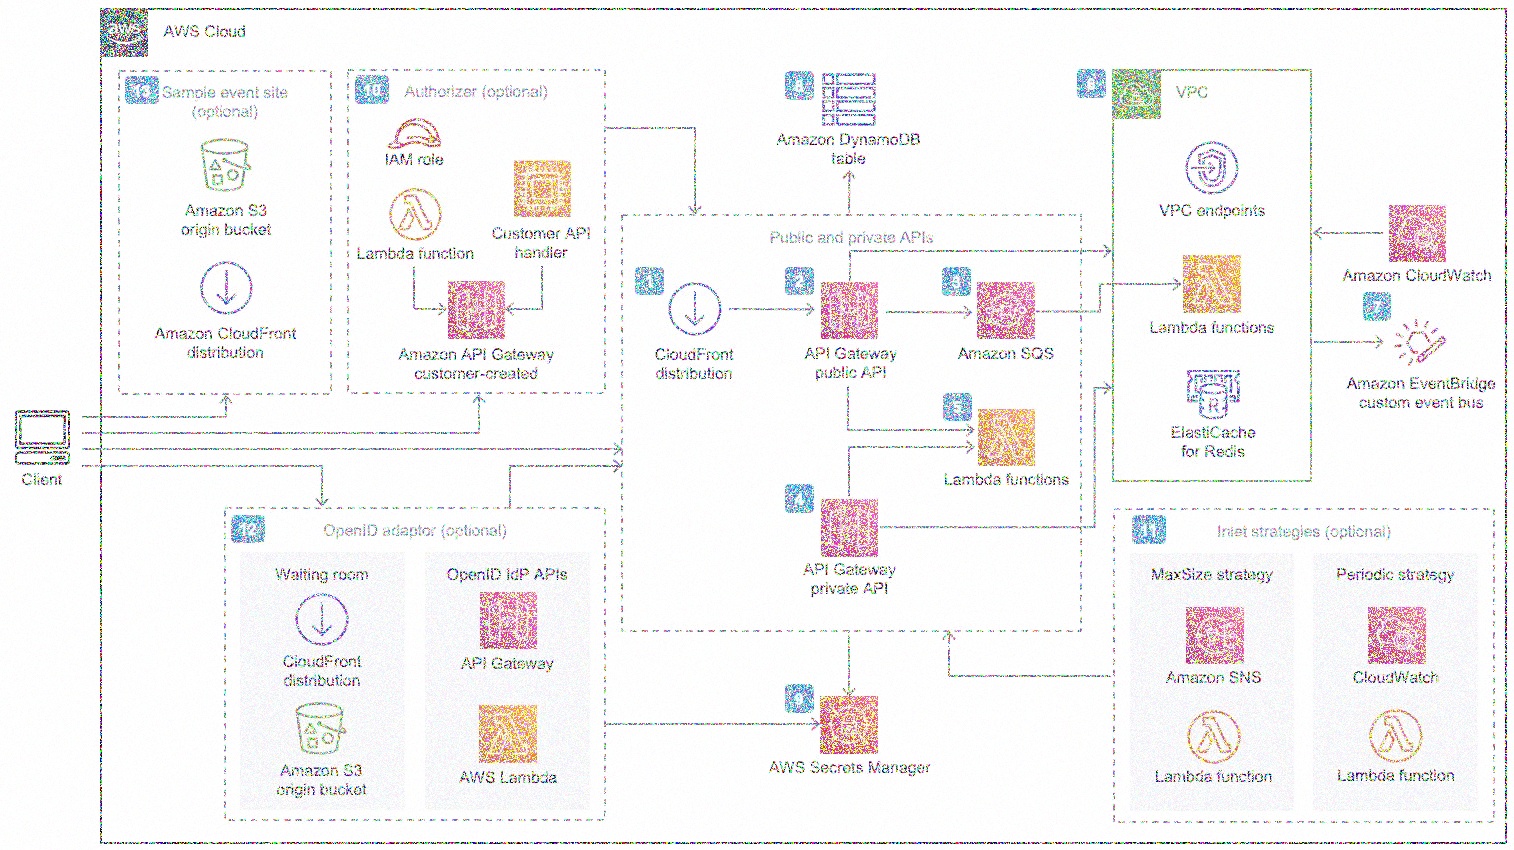 aws
AWS Cloud
13
Sample event site
(optional)
Amazon S3
origin bucket
Amazon CloudFront
distribution
10
Authorizer (optional)
IAM role
Lambda function
Customer API
handler
Amazon API Gateway
customer-created
8
Amazon DynamoDB
table
Public and private APIs
1
CloudFront
distribution
2
API Gateway
public API
3
Amazon SQS
5
Lambda functions
4
API Gateway
private API
6
VPC
VPC endpoints
Lambda functions
R
ElastiCache
for Redis
Amazon CloudWatch
7
Amazon EventBridge
custom event bus
Client
12
OpenID adaptor (optional)
Waiting room
CloudFront
distribution
Amazon S3
origin bucket
OpenID IdP APIs
API Gateway
AWS Lambda
9
AWS Secrets Manager
11
Inlet strategies (optional)
MaxSize strategy
Amazon SNS
Lambda function
Periodic strategy
CloudWatch
Lambda function